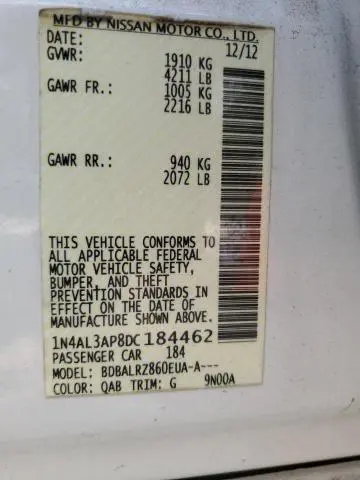 MFD BY NISSAN MOTOR CO., LTD.
DATE: 12/12
GVWR: 1910 KG
4211 LB
GAWR FR.: 1005 KG
2216 LB
GAWR RR.: 940 KG
2072 LB
THIS VEHICLE CONFORMS TO
ALL APPLICABLE FEDERAL
MOTOR VEHICLE SAFETY,
BUMPER, AND THEFT
PREVENTION STANDARDS IN
EFFECT ON THE DATE OF
MANUFACTURE SHOWN ABOVE.
1N4AL3AP8DC184462
PASSENGER CAR 184
MODEL: BDBALRZ860EUA-A---
COLOR: QAB TRIM: G 9N00A